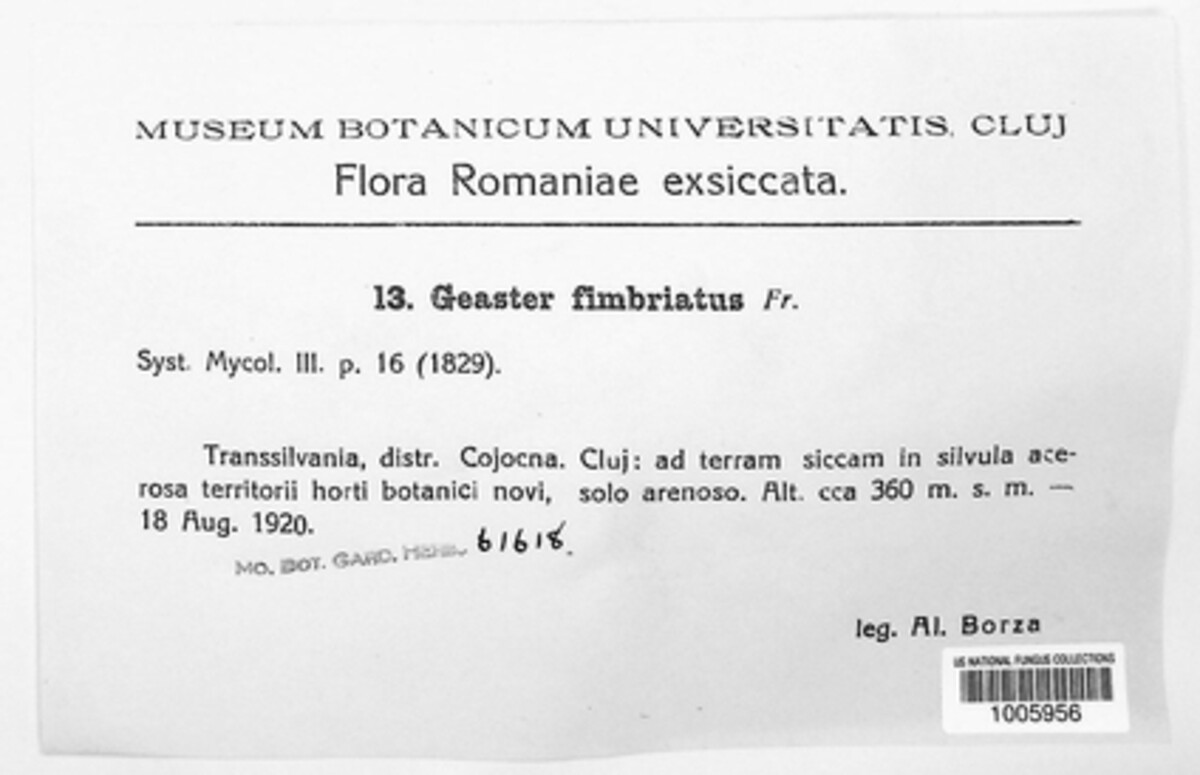 MUSEUM BOTANICUM UNIVERSITATIS, CLUJ
Flora Romaniae exsiccata.
13. Geaster fimbriatus Fr.
Syst. Mycol. III. p. 16 (1829).
Transsilvania, distr. Cojocna. Cluj: ad terram siccam in silvula ace-
rosa territorii horti botanici novi, solo arenoso. Alt. cca 360 m. s. m. —
18 Aug. 1920.
MO. BOT. GARD. HERB. 61618.
leg. Al. Borza
US NATIONAL FUNGUS COLLECTIONS
1005956